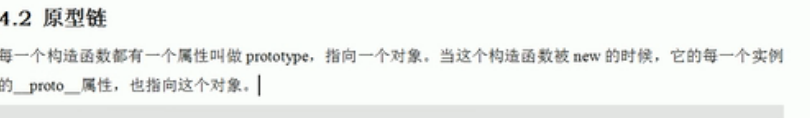 4.2 原型链
每一个构造函数都有一个属性叫做 prototype，指向一个对象。当这个构造函数被 new 的时候，它的每一个实例
的__proto__属性，也指向这个对象。